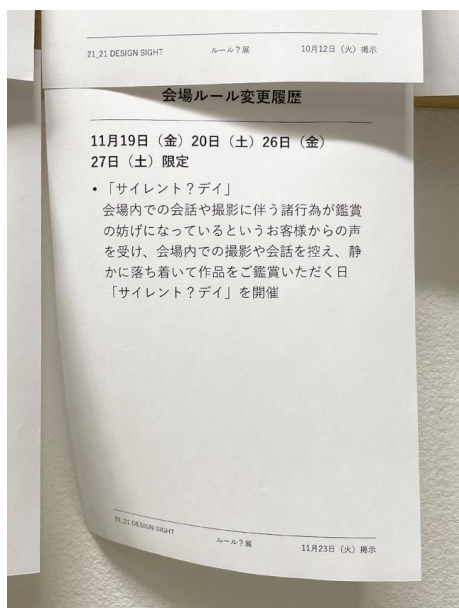 21_21 DESIGN SIGHT ルール？展 10月12日（火）掲示
会場ルール変更履歴
11月19日（金）20日（土）26日（金）
27日（土）限定
・「サイレント？デイ」
会場内での会話や撮影に伴う諸行為が鑑賞
の妨げになっているというお客様からの声
を受け、会場内での撮影や会話を控え、静
かに落ち着いて作品をご鑑賞いただく日
「サイレント？デイ」を開催
21_21 DESIGN SIGHT ルール？展 11月23日（火）掲示